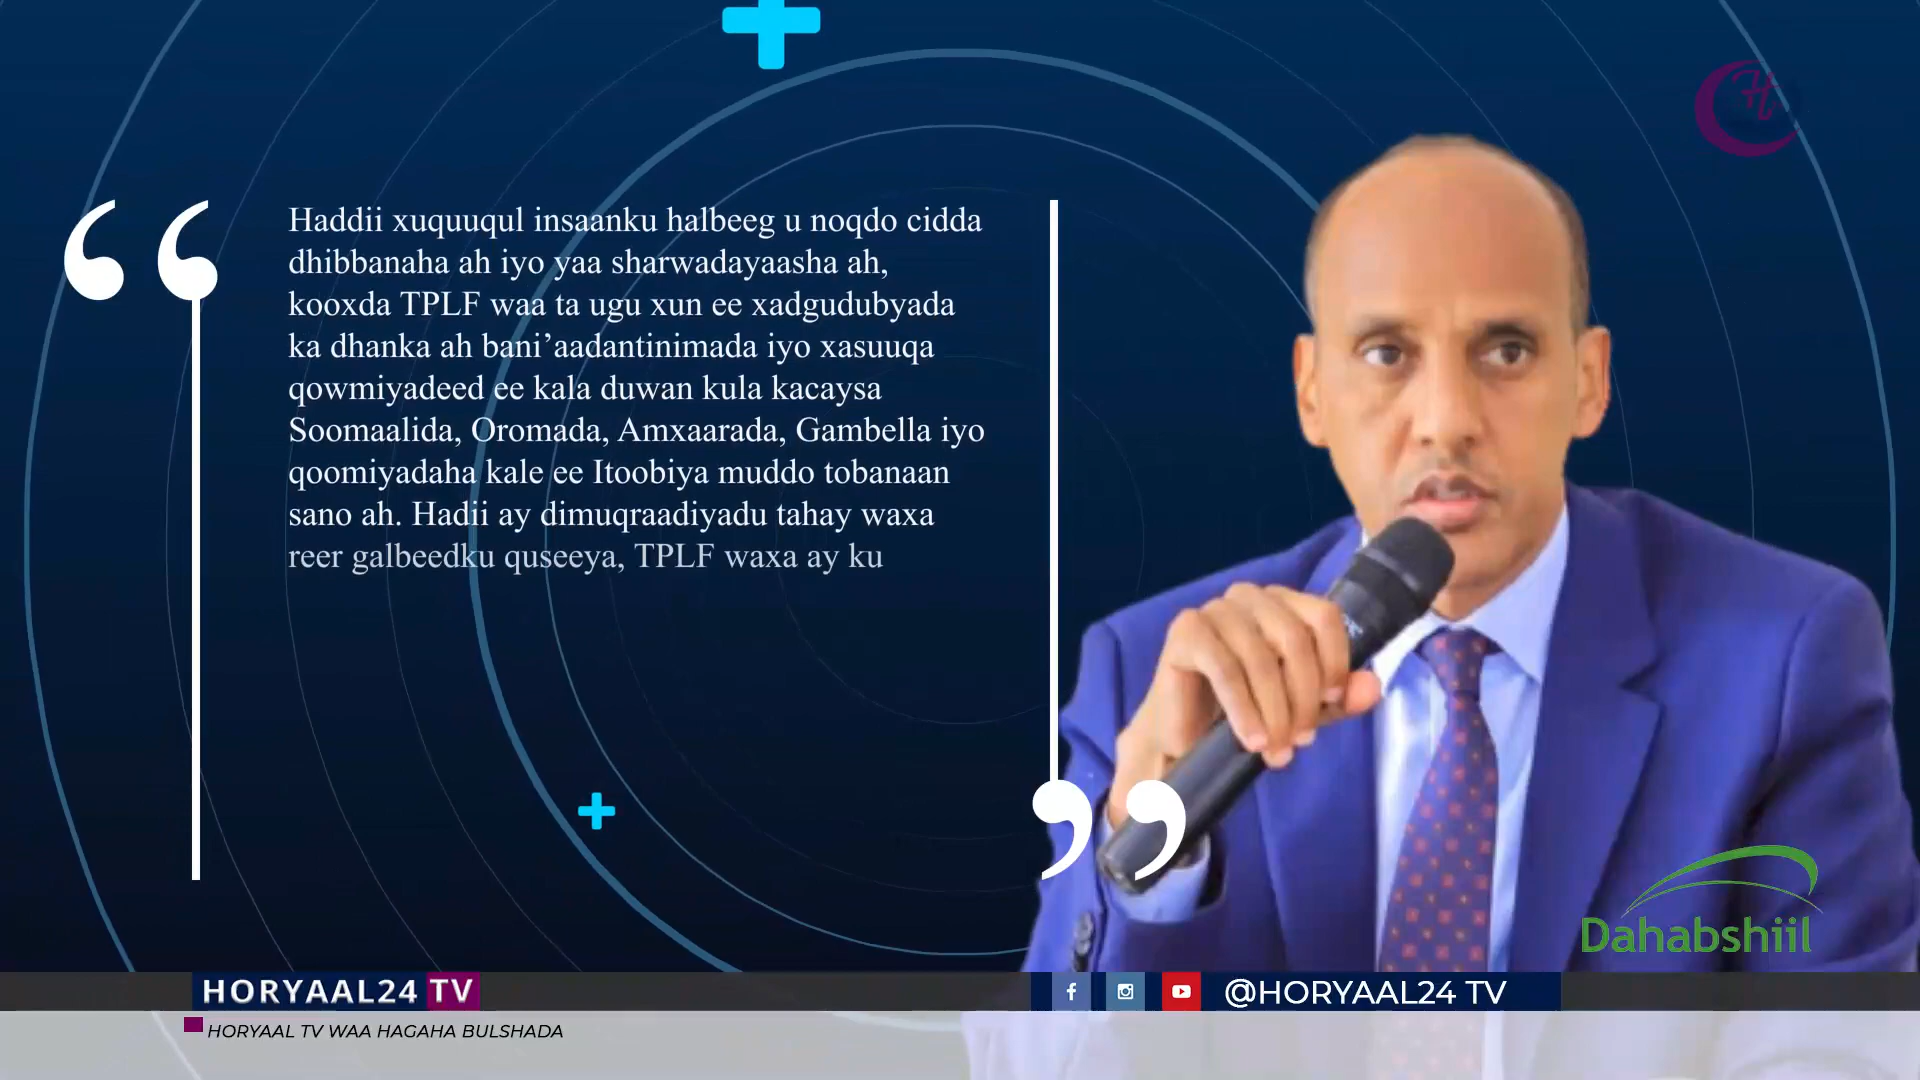 Haddii xuquuqul insaanku halbeeg u noqdo cidda
dhibbanaha ah iyo yaa sharwadayaasha ah,
kooxda TPLF waa ta ugu xun ee xadgudubyada
ka dhanka ah bani’aadantinimada iyo xasuuqa
qowmiyadeed ee kala duwan kula kacaysa
Soomaalida, Oromada, Amxaarada, Gambella iyo
qoomiyadaha kale ee Itoobiya muddo tobanaan
sano ah. Hadii ay dimuqraadiyadu tahay waxa
reer galbeedku quseeya, TPLF waxa ay ku
H
Dahabshiil
HORYAAL24 TV
@HORYAAL24 TV
HORYAAL TV WAA HAGAHA BULSHADA